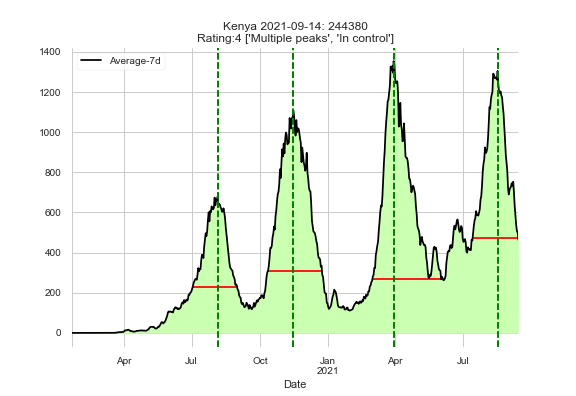 Kenya 2021-09-14: 244380
Rating:4 ['Multiple peaks', 'In control']
1400
Average-7d
1200
1000
800
600
400
200
0
Apr
Jul
Oct
Jan
2021
Apr
Jul
Date